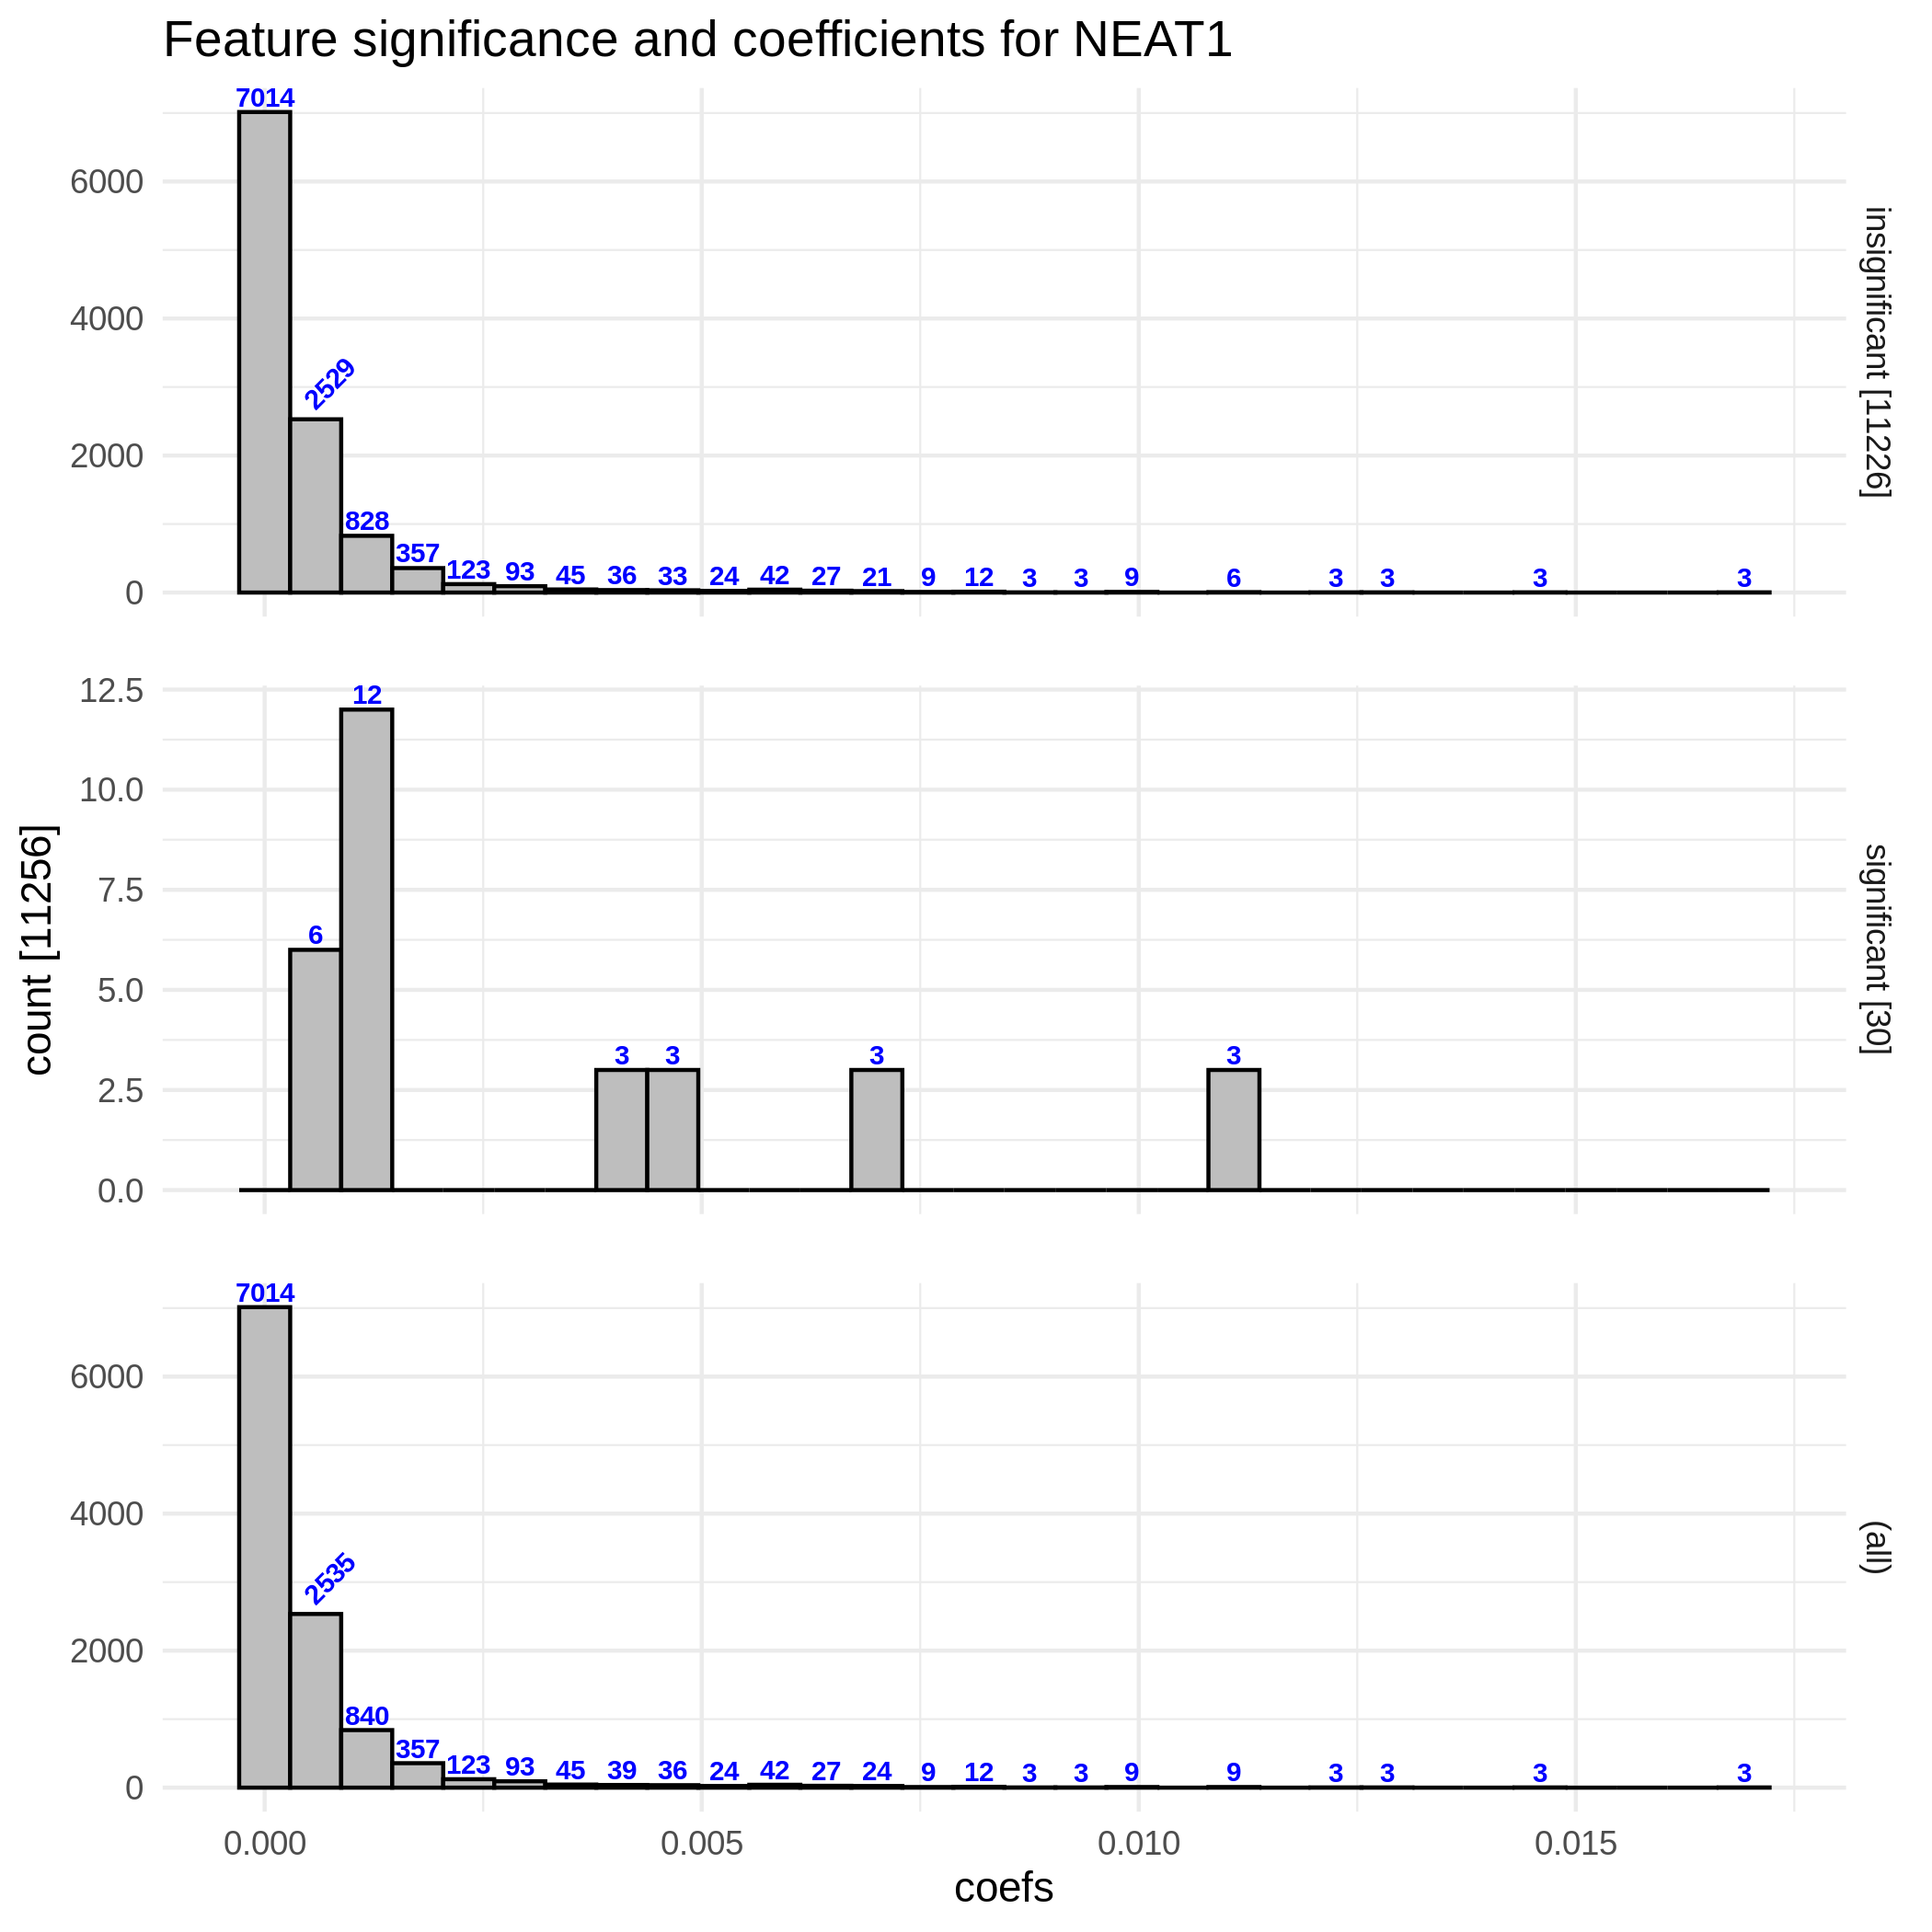 Feature significance and coefficients for NEAT1
7014
6000
4000
2529
2000
828
357
123 93 45 36 33 24 42 27 21 9 12 3 3 9 6 3 3 3 3
0
insignificant [11226]
12.5
12
10.0
7.5
6
5.0
3 3 3 3
2.5
0.0
significant [30]
count [11256]
7014
6000
4000
2535
2000
840
357
123 93 45 39 36 24 42 27 24 9 12 3 3 9 9 3 3 3 3
0
(all)
0.000 0.005 0.010 0.015
coefs